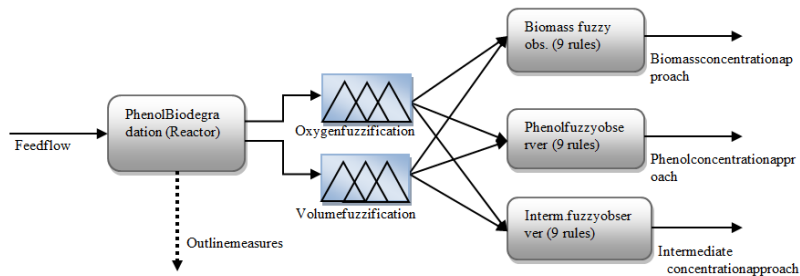 Feedflow
PhenolBiodegra
dation (Reactor)
Outlinemeasures
Oxygenfuzzification
Volumefuzzification
Biomass fuzzy
obs. (9 rules)
Biomassconcentrationap
proach
Phenolfuzzyobse
rver (9 rules)
Phenolconcentrationappr
oach
Interm.fuzzyobser
ver (9 rules)
Intermediate
concentrationapproach